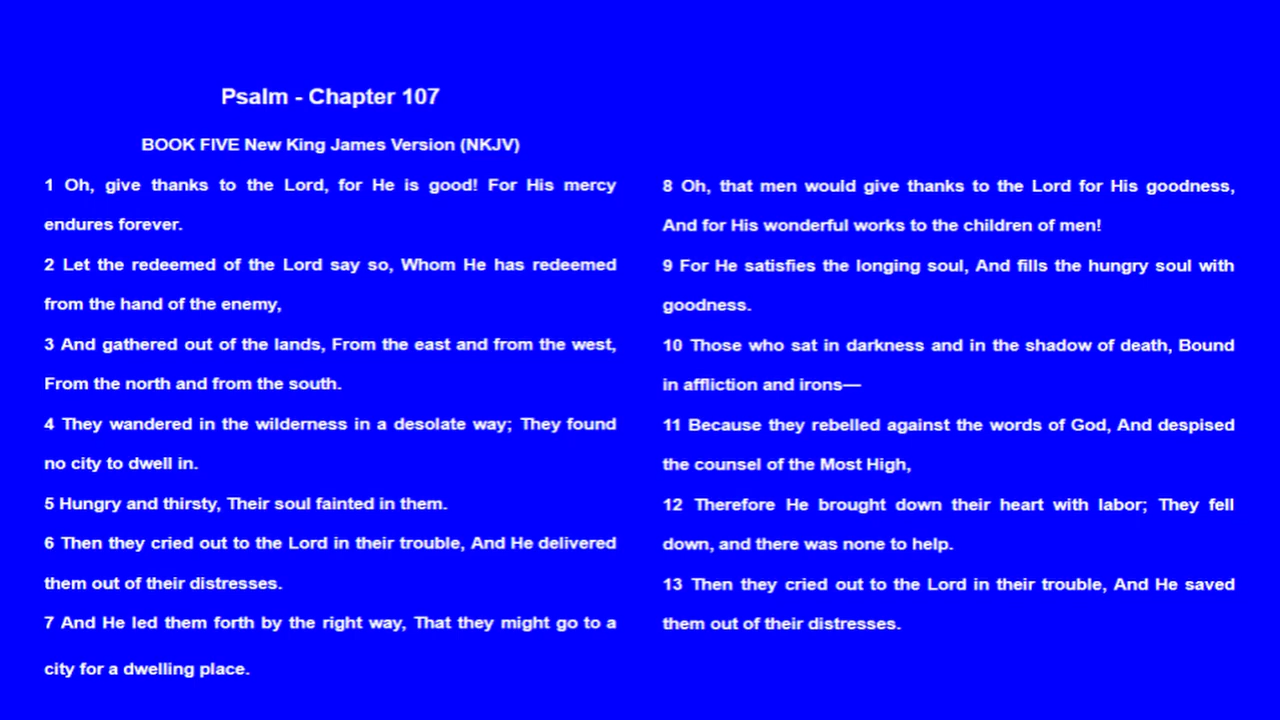 Psalm - Chapter 107
BOOK FIVE New King James Version (NKJV)
1 Oh, give thanks to the Lord, for He is good! For His mercy
endures forever.
2 Let the redeemed of the Lord say so, Whom He has redeemed
from the hand of the enemy,
3 And gathered out of the lands, From the east and from the west,
From the north and from the south.
4 They wandered in the wilderness in a desolate way; They found
no city to dwell in.
5 Hungry and thirsty, Their soul fainted in them.
6 Then they cried out to the Lord in their trouble, And He delivered
them out of their distresses.
7 And He led them forth by the right way, That they might go to a
city for a dwelling place.
8 Oh, that men would give thanks to the Lord for His goodness,
And for His wonderful works to the children of men!
9 For He satisfies the longing soul, And fills the hungry soul with
goodness.
10 Those who sat in darkness and in the shadow of death, Bound
in affliction and irons—
11 Because they rebelled against the words of God, And despised
the counsel of the Most High,
12 Therefore He brought down their heart with labor; They fell
down, and there was none to help.
13 Then they cried out to the Lord in their trouble, And He saved
them out of their distresses.